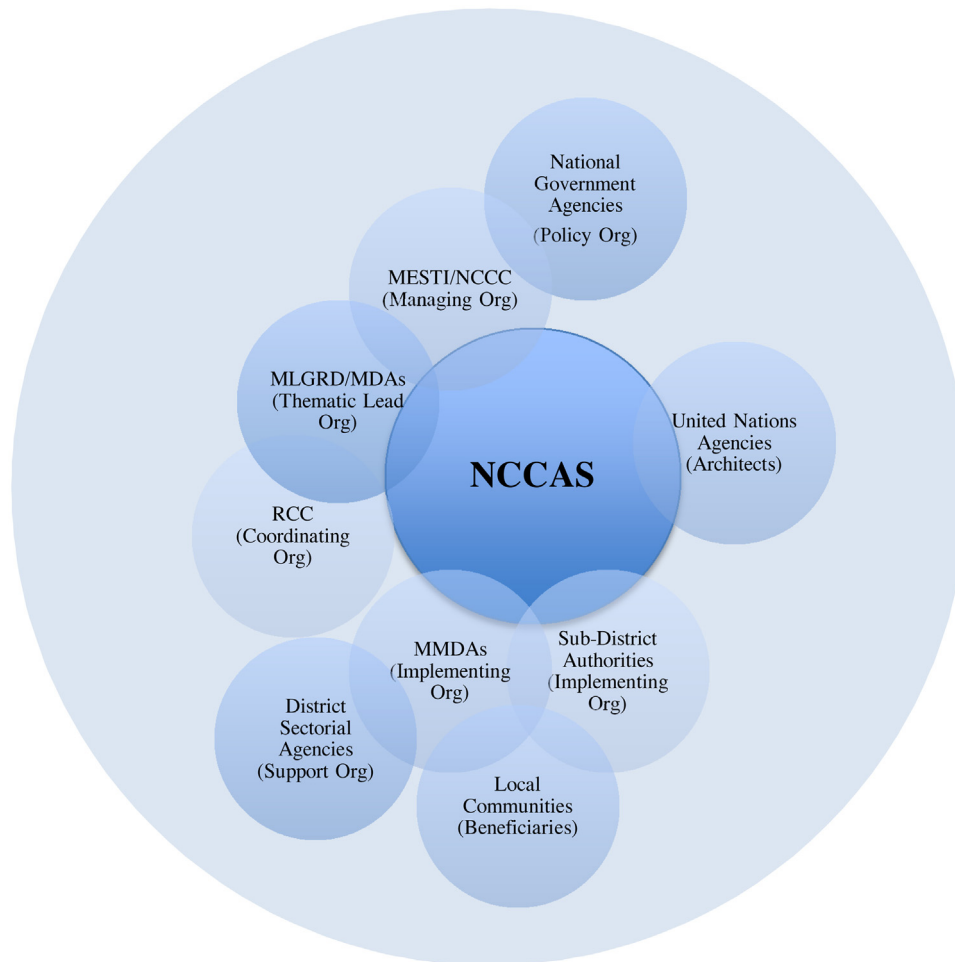 National
Government
Agencies
(Policy Org)
MESTI/NCCC
(Managing Org)
MLGRD/MDAs
(Thematic Lead
Org)
United Nations
Agencies
(Architects)
NCCAS
RCC
(Coordinating
Org)
MMDAs
(Implementing
Org)
Sub-District
Authorities
(Implementing
Org)
District
Sectorial
Agencies
(Support Org)
Local
Communities
(Beneficiaries)